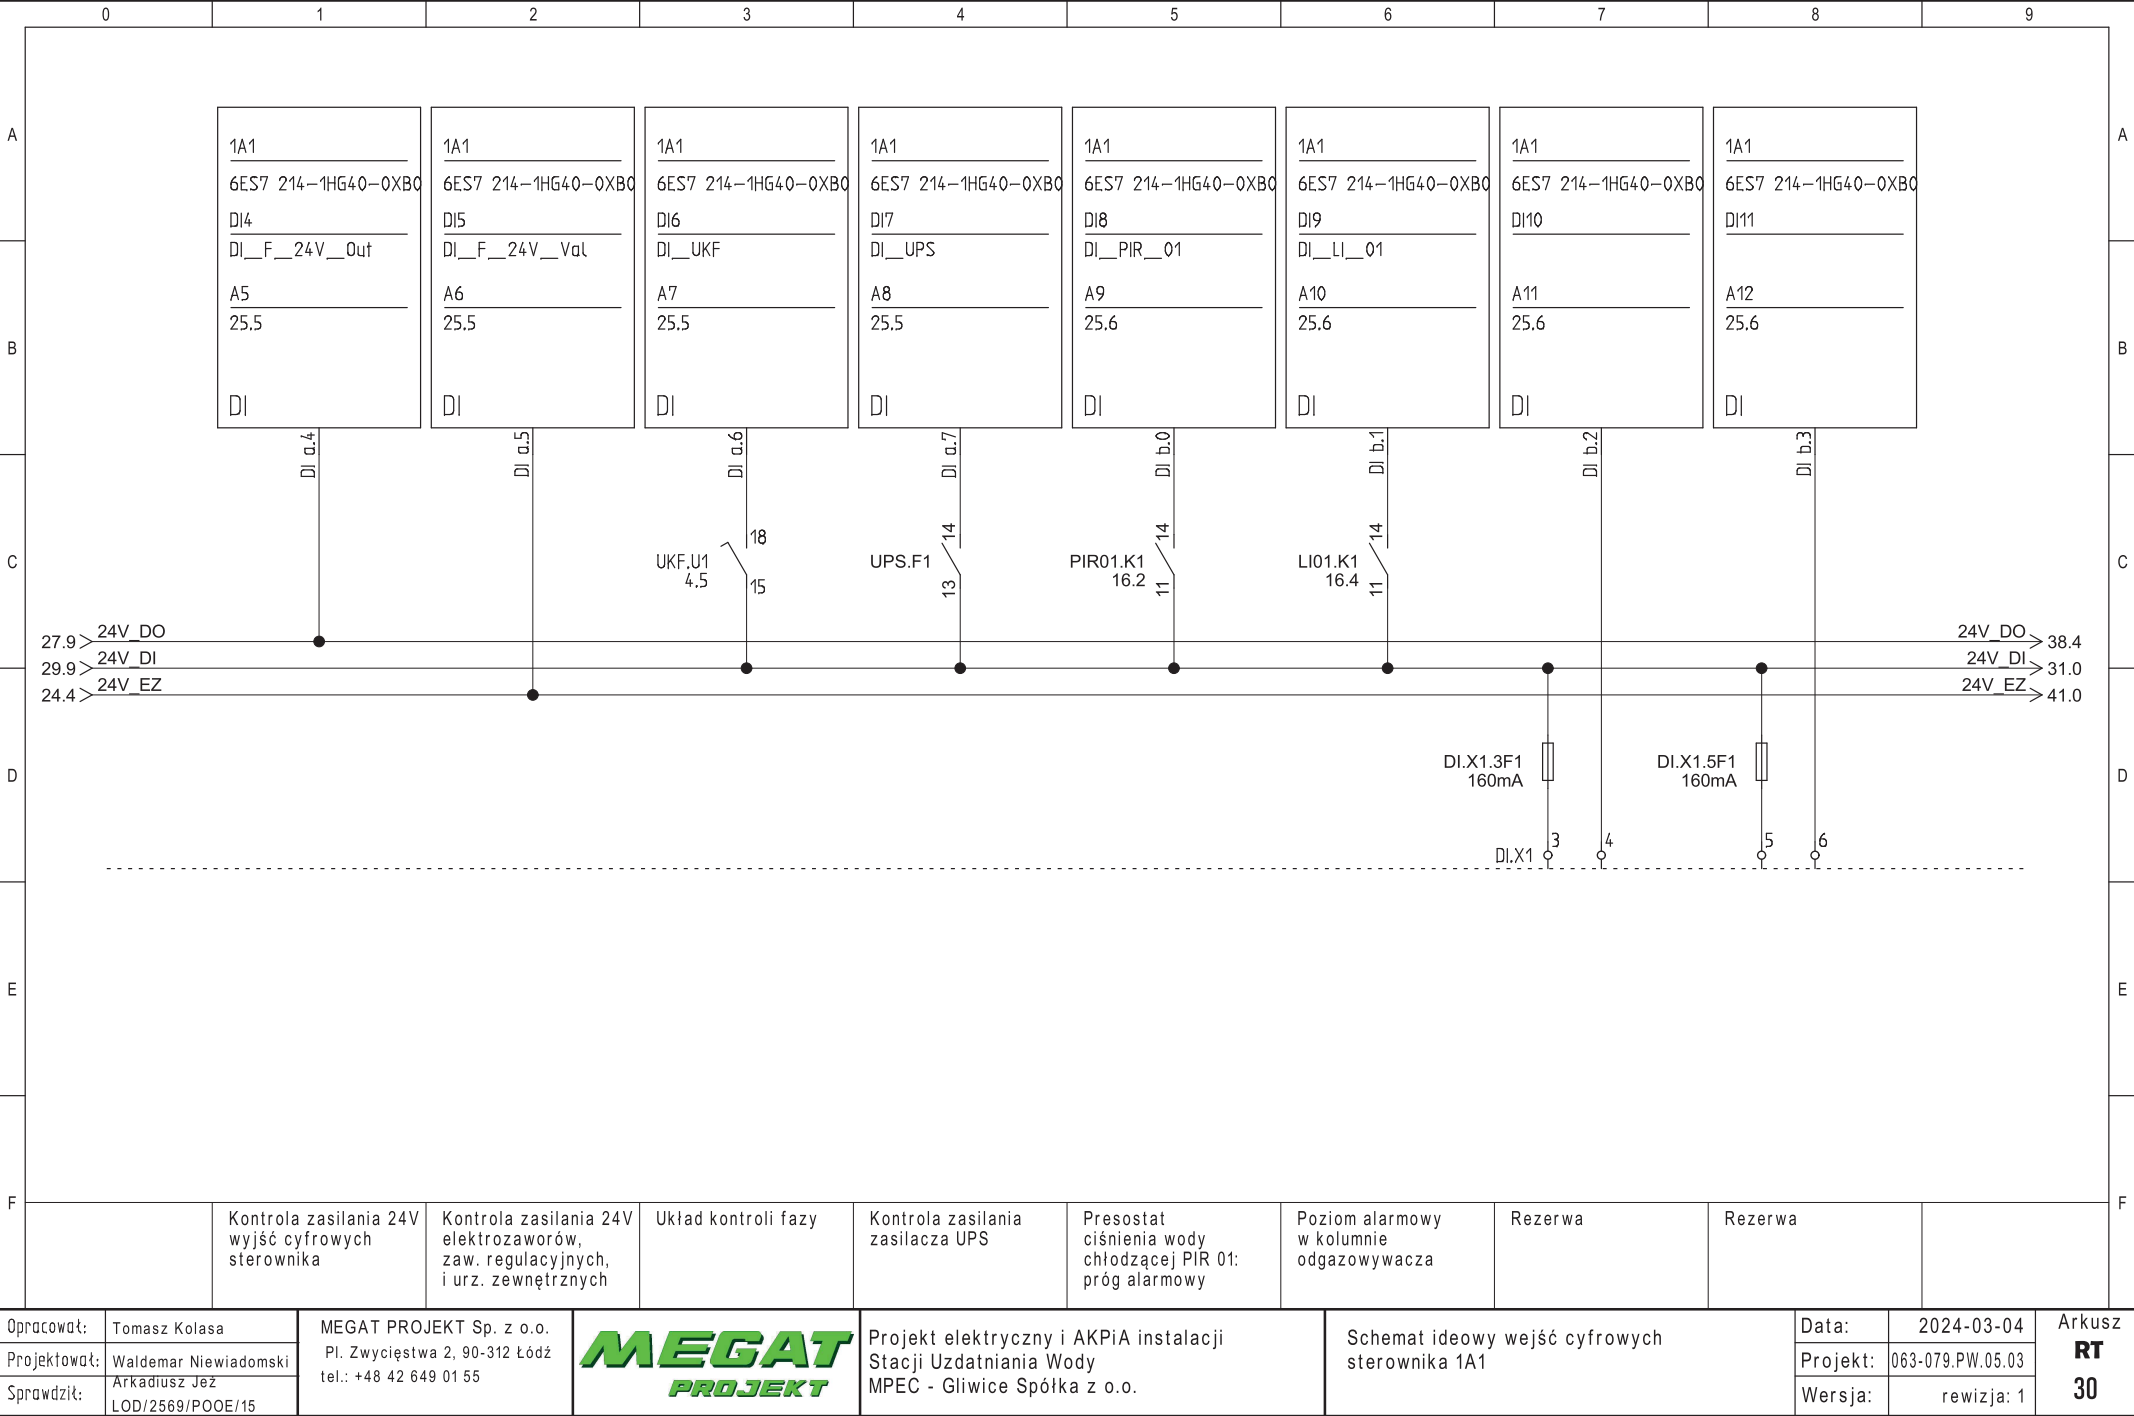 0 1 2 3 4 5 6 7 8 9
A A
1A1 1A1 1A1 1A1 1A1 1A1 1A1 1A1
6ES7 214-1HG40-0XB0 6ES7 214-1HG40-0XB0 6ES7 214-1HG40-0XB0 6ES7 214-1HG40-0XB0 6ES7 214-1HG40-0XB0 6ES7 214-1HG40-0XB0 6ES7 214-1HG40-0XB0 6ES7 214-1HG40-0XB0
DI4 DI5 DI6 DI7 DI8 DI9 DI10 DI11
DI_F_24V_Out DI_F_24V_Val DI_UKF DI_UPS DI_PIR_01 DI_LI_01
A5 A6 A7 A8 A9 A10 A11 A12
25.5 25.5 25.5 25.5 25.6 25.6 25.6 25.6
B B
DI DI DI DI DI DI DI DI
DI a.4 DI a.5 DI a.6 DI a.7 DI b.0 DI b.1 DI b.2 DI b.3
18 14 14 14
C UKF.U1 UPS.F1 PIR01.K1 LI01.K1 C
4.5 16.2 16.4
15 13 11 11
27.9 24V_DO 24V_DO 38.4
29.9 24V_DI 24V_DI 31.0
24.4 24V_EZ 24V_EZ 41.0
D DI.X1.3F1 DI.X1.5F1 D
160mA 160mA
3 4 5 6
DI.X1
E E
F F
Kontrola zasilania 24V
wyjść cyfrowych
sterownika
Kontrola zasilania 24V
elektrozaworów,
zaw. regulacyjnych,
i urz. zewnętrznych
Układ kontroli fazy
Kontrola zasilania
zasilacza UPS
Presostat
ciśnienia wody
chłodzącej PIR 01:
próg alarmowy
Poziom alarmowy
w kolumnie
odgazowywacza
Rezerwa
Rezerwa
Opracował: Tomasz Kolasa
Projektował: Waldemar Niewiadomski
Sprawdził: Arkadiusz Jeż
LOD/2569/POOE/15
MEGAT PROJEKT Sp. z o.o.
Pl. Zwycięstwa 2, 90-312 Łódź
tel.: +48 42 649 01 55
MEGAT
PROJEKT
Projekt elektryczny i AKPiA instalacji
Stacji Uzdatniania Wody
MPEC - Gliwice Spółka z o.o.
Schemat ideowy wejść cyfrowych
sterownika 1A1
Data: 2024-03-04
Projekt: 063-079.PW.05.03
Wersja: rewizja: 1
Arkusz
RT
30